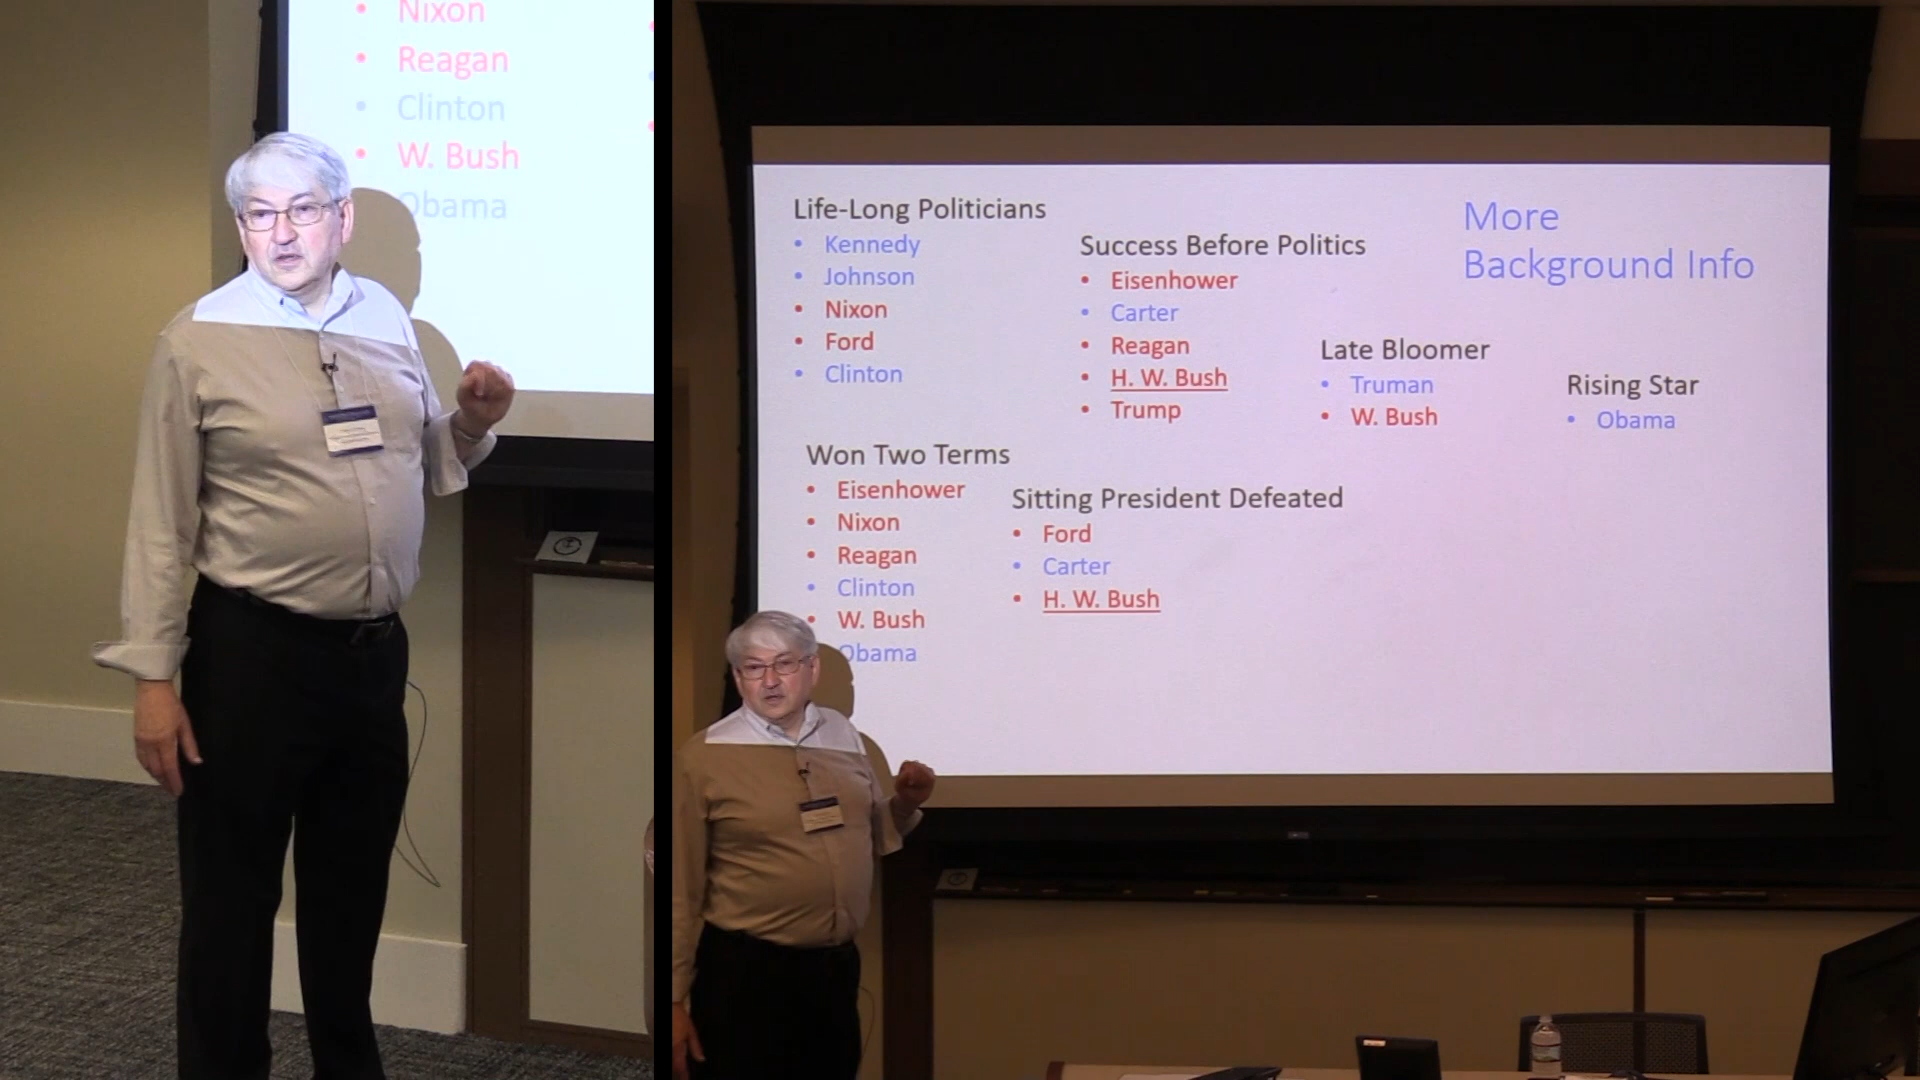 Nixon
Reagan
Clinton
W. Bush
Obama
More
Background Info
Life-Long Politicians
Kennedy
Johnson
Nixon
Ford
Clinton
Success Before Politics
Eisenhower
Carter
Reagan
H. W. Bush
Trump
Late Bloomer
Truman
W. Bush
Rising Star
Obama
Won Two Terms
Eisenhower
Nixon
Reagan
Clinton
W. Bush
Obama
Sitting President Defeated
Ford
Carter
H. W. Bush